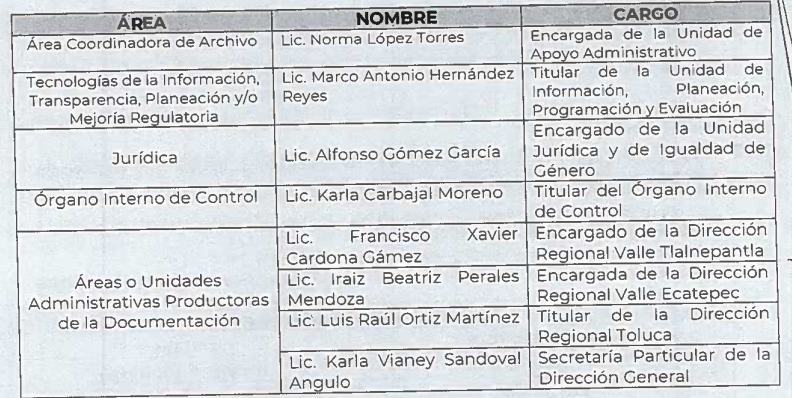 ÁREA NOMBRE CARGO
Área Coordinadora de Archivo Lic. Norma López Torres Encargada de la Unidad de
Apoyo Administrativo
Tecnologías de la Información,
Transparencia, Planeación y/o
Mejoría Regulatoria
Lic. Marco Antonio Hernández
Reyes
Titular de la Unidad de
Información, Planeación,
Programación y Evaluación
Jurídica
Lic. Alfonso Gómez García
Encargado de la Unidad
Jurídica y de Igualdad de
Género
Órgano Interno de Control
Lic. Karla Carbajal Moreno
Titular del Órgano Interno
de Control
Áreas o Unidades
Administrativas Productoras
de la Documentación
Lic. Francisco Xavier
Cardona Gámez
Encargado de la Dirección
Regional Valle Tlalnepantla
Lic. Iraiz Beatriz Perales
Mendoza
Encargada de la Dirección
Regional Valle Ecatepec
Lic. Luis Raúl Ortiz Martínez
Titular de la Dirección
Regional Toluca
Lic. Karla Vianey Sandoval
Angulo
Secretaría Particular de la
Dirección General